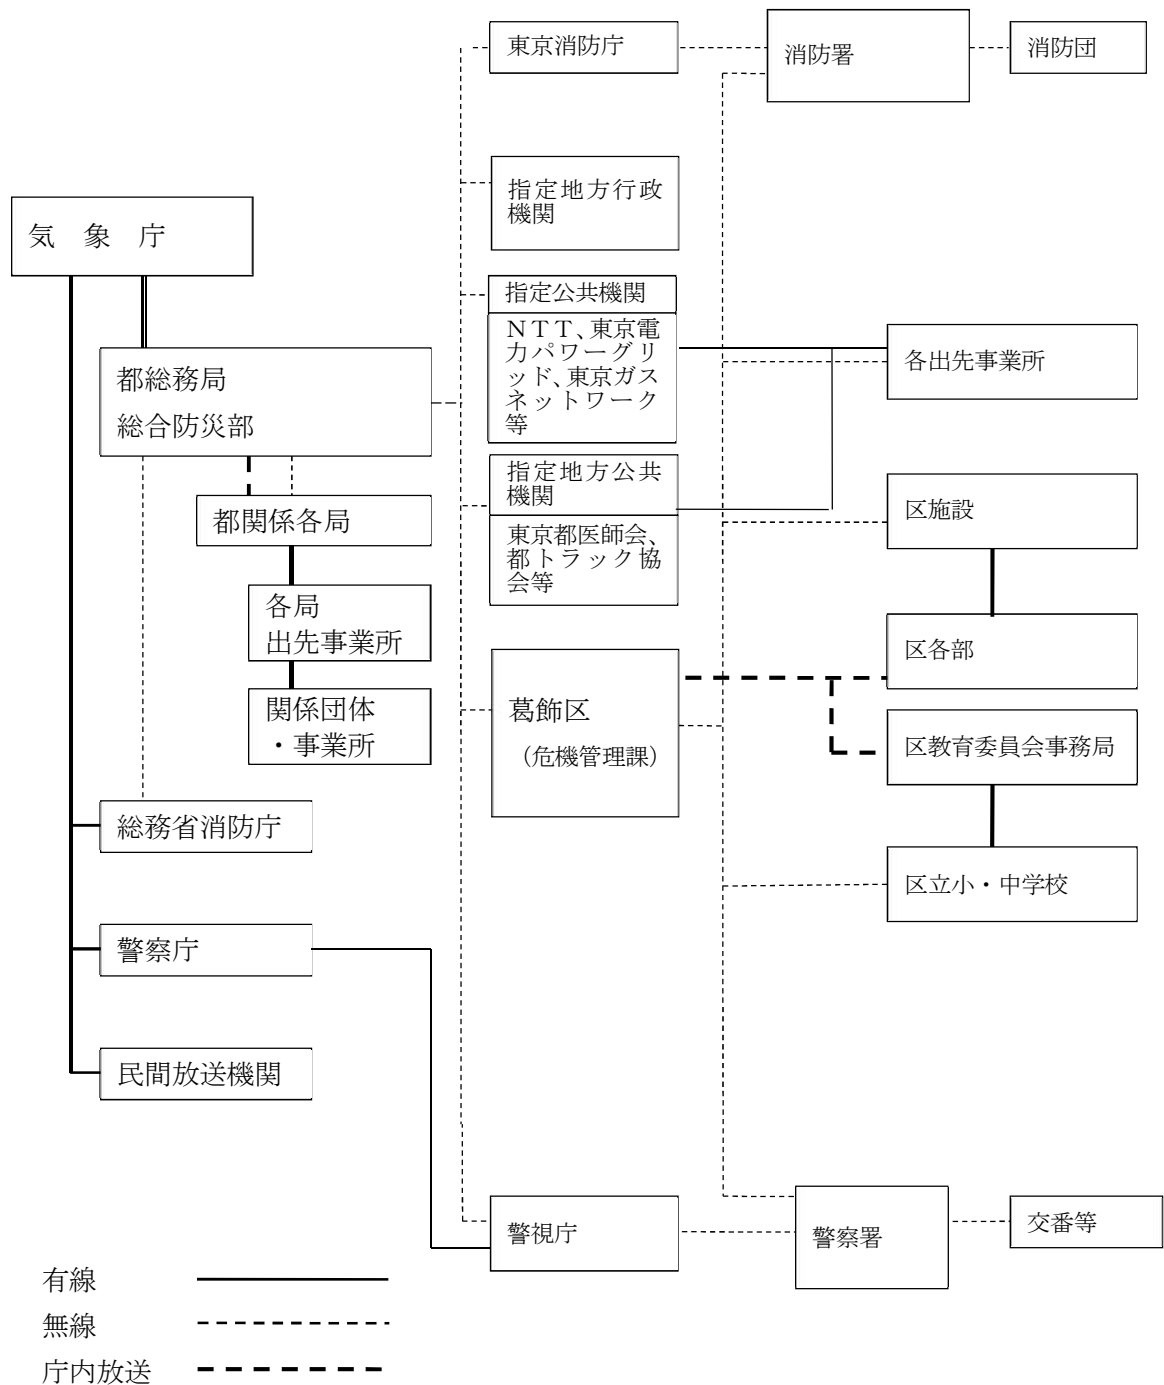 東京消防庁
消防署
消防団
指定地方行政
機関
気象庁
指定公共機関
ＮＴＴ、東京電
力パワーグリ
ッド、東京ガス
ネットワーク
等
各出先事業所
都総務局
総合防災部
指定地方公共
機関
東京都医師会、
都トラック協
会等
都関係各局
区施設
各局
出先事業所
区各部
関係団体
・事業所
葛飾区
（危機管理課）
区教育委員会事務局
総務省消防庁
区立小・中学校
警察庁
民間放送機関
警視庁
警察署
交番等
有線
無線
庁内放送